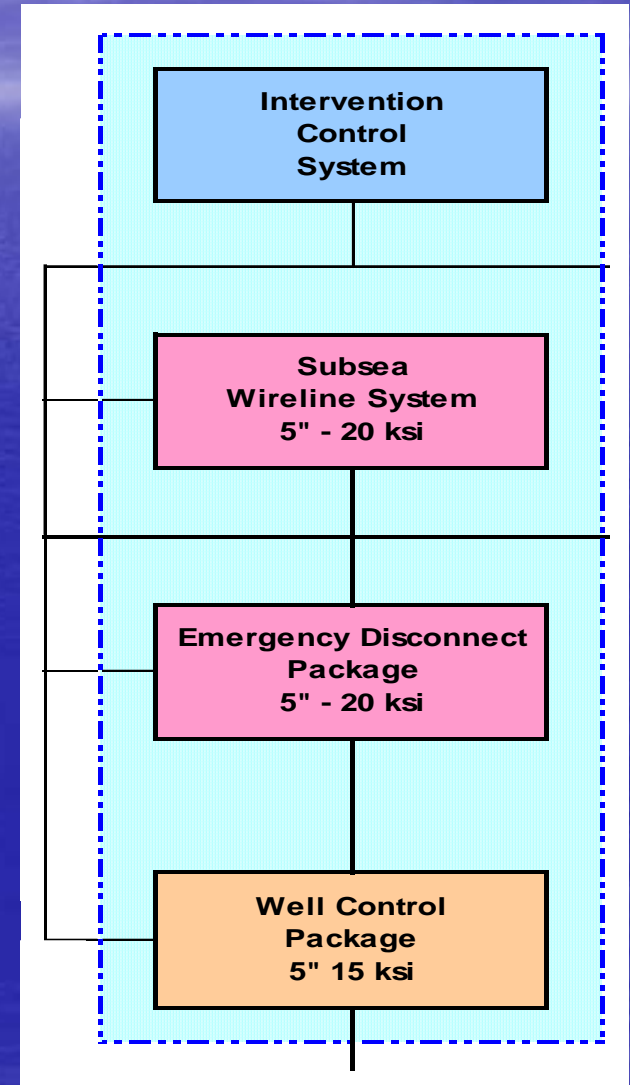 Intervention
Control
System
Subsea
Wireline System
5" - 20 ksi
Emergency Disconnect
Package
5" - 20 ksi
Well Control
Package
5" 15 ksi